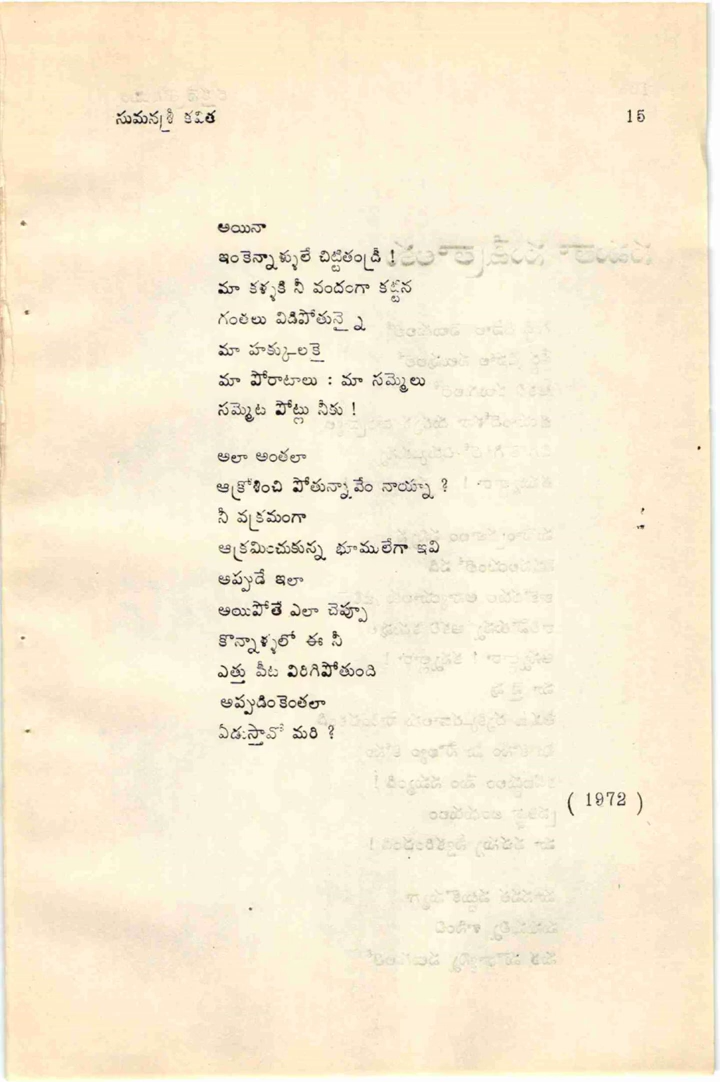 సుమనశ్రీ కవిత 15
అయినా
ఇంకెన్నాళ్ళులే చిట్టితండ్రీ !
మా కళ్ళకి నీ వందంగా కట్టిన
గంతలు విడిపోతున్నై
మా హక్కులకై
మా పోరాటాలు : మా సమ్మెలు
సమ్మెట పోట్లు నీకు !
అలా అంతలా
ఆక్రోశించి పోతున్నావేం నాయ్నా ?
నీ వక్రమంగా
ఆక్రమించుకున్న భూములేగా ఇవి
అప్పుడే ఇలా
అయిపోతే ఎలా చెప్పూ
కొన్నాళ్ళలో ఈ నీ
ఎత్తు పీట విరిగిపోతుంది
అప్పుడింకెంతలా
ఏడుస్తావో మరి ?
( 1972 )